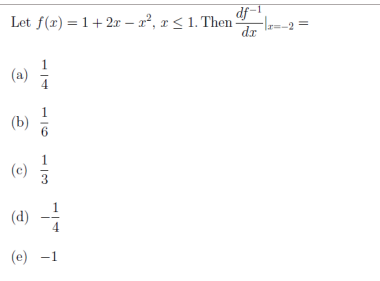 Let f(x) = 1 + 2x − x², x ≤ 1. Then df⁻¹/dx|ₓ₌₋₂ =
(a) 1/4
(b) 1/6
(c) 1/3
(d) −1/4
(e) −1